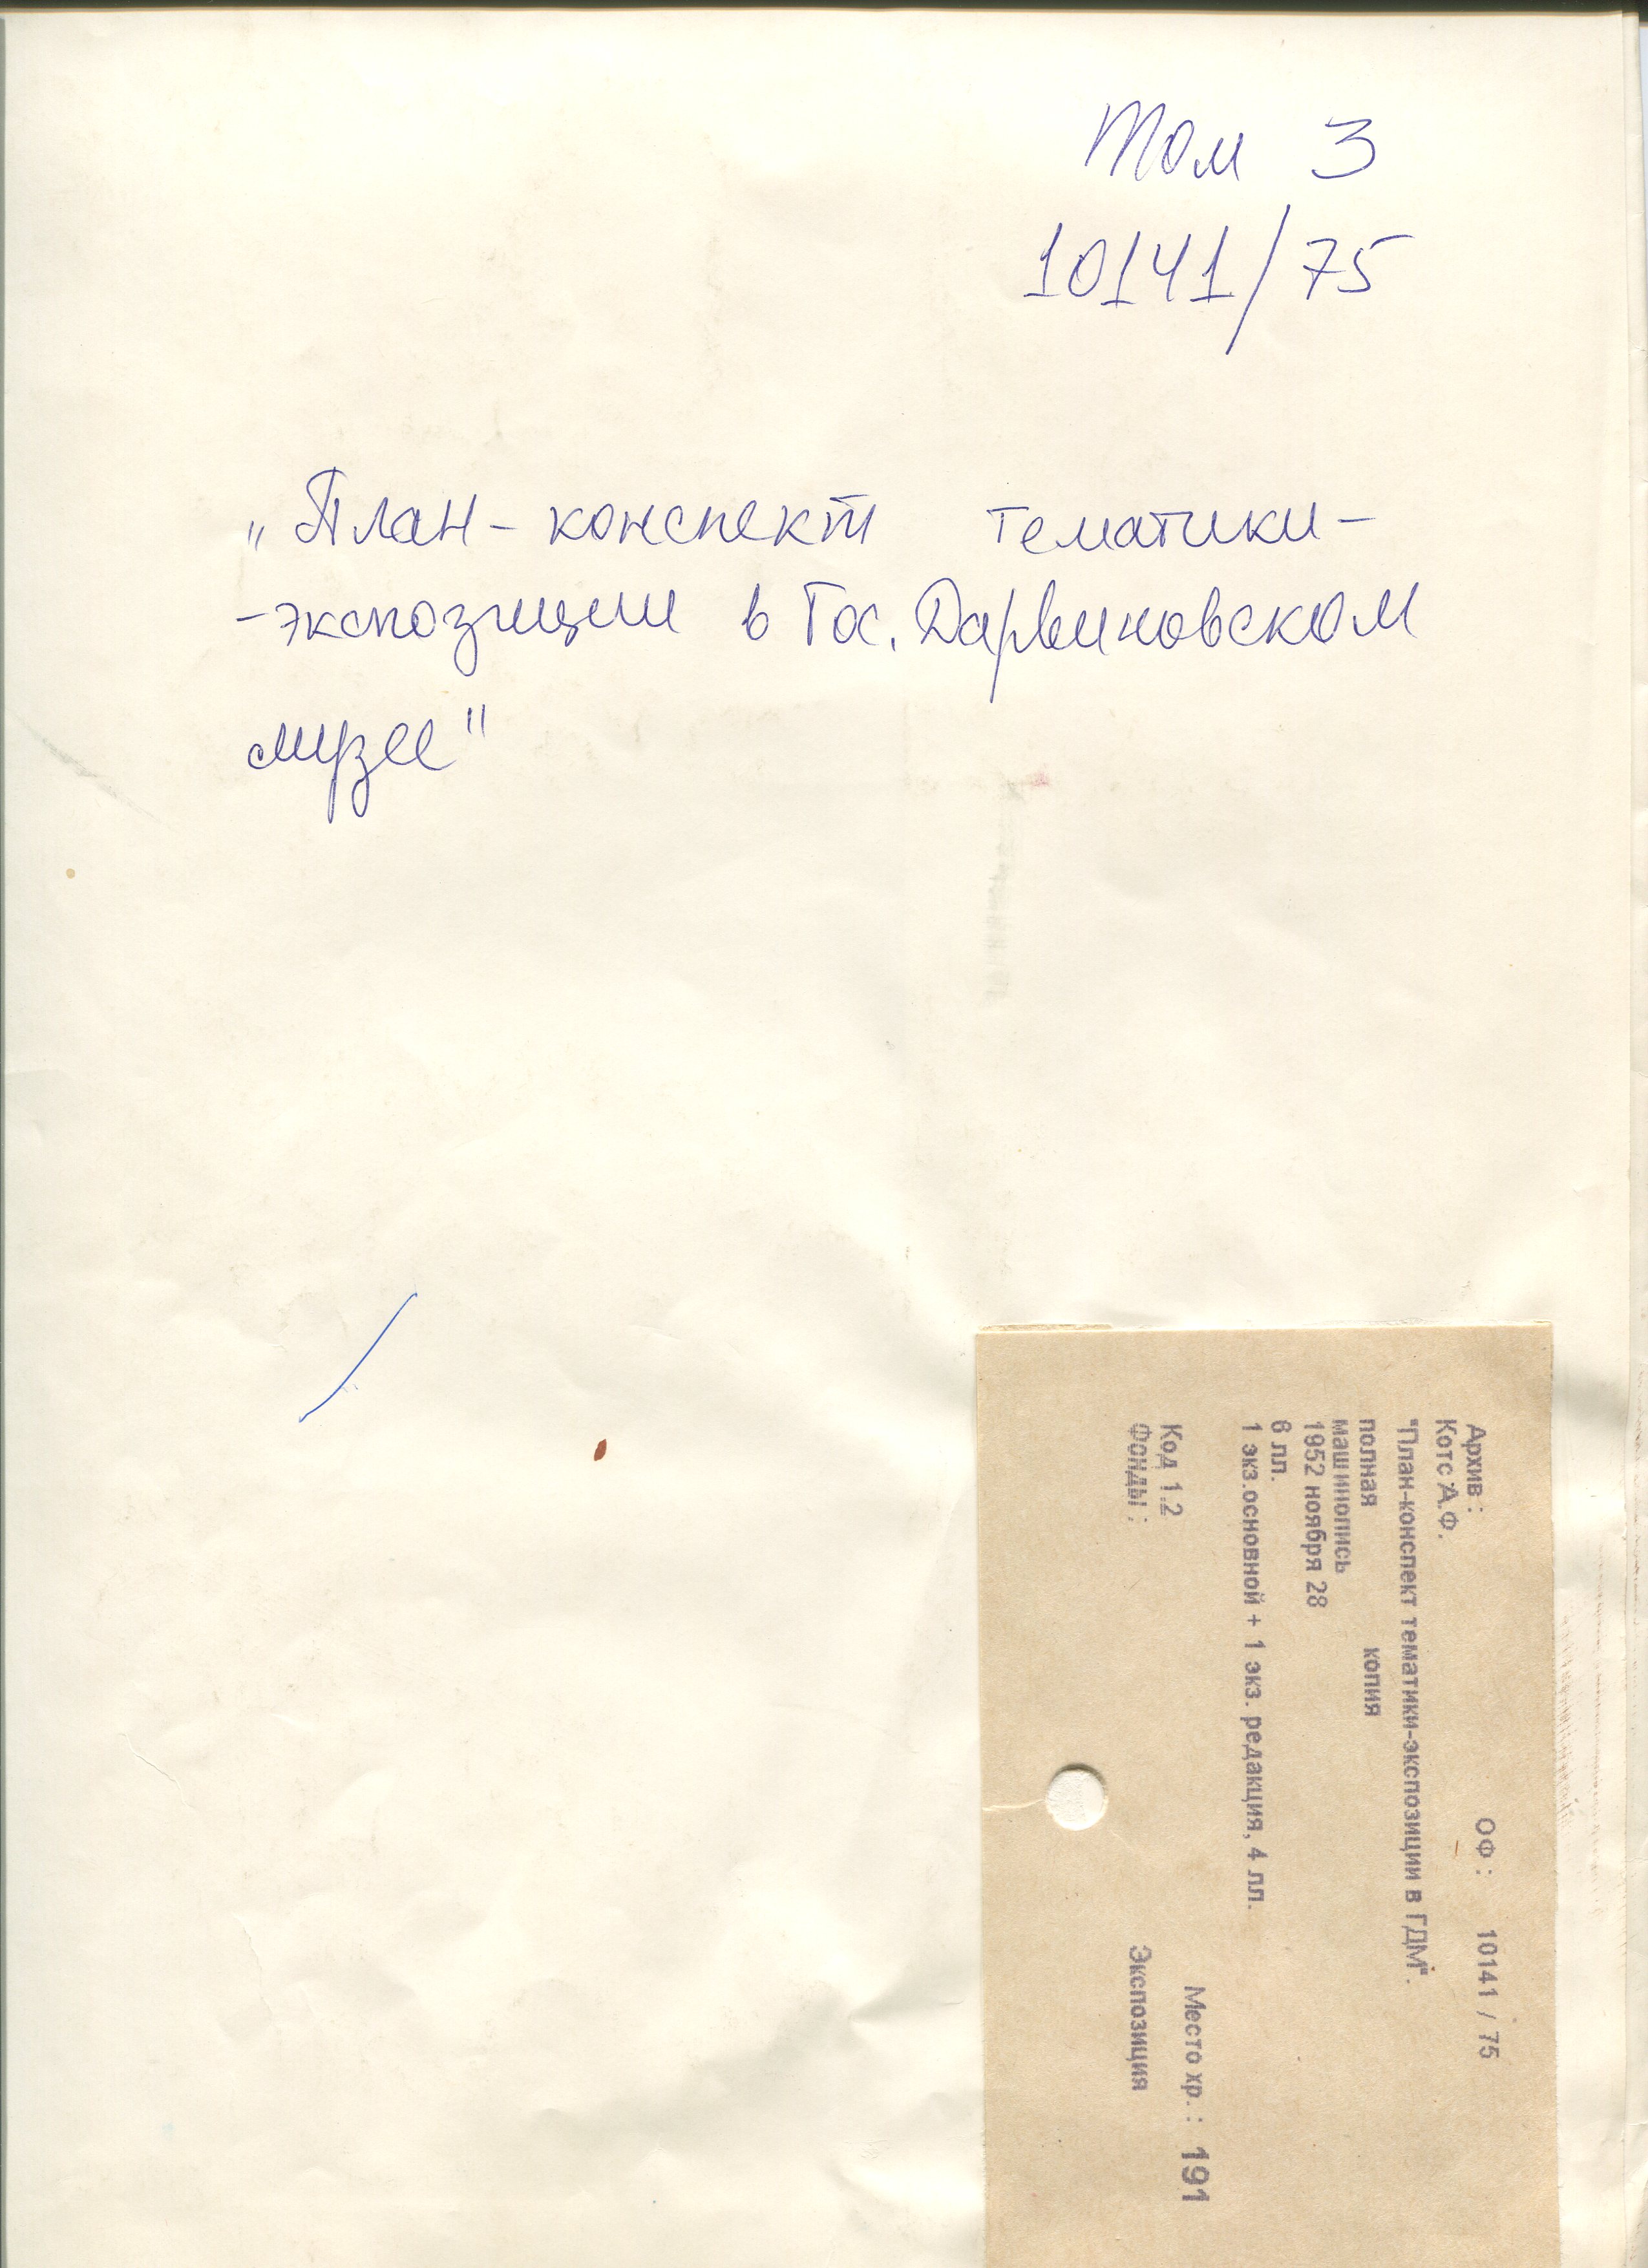 Том 3
10141/75
„План-конспект тематики-
-экспозиции в Гос. Дарвиновском
музее"
Архив: ОФ: 10141 / 75
Котс А.Ф.
"План-конспект тематики-экспозиции в ГДМ".
полная копия
машинопись
1952 ноября 28
6 лл.
1 экз.основной + 1 экз. редакция, 4 лл.
Место хр.: 191
Код 1.2
Фонды: Экспозиция